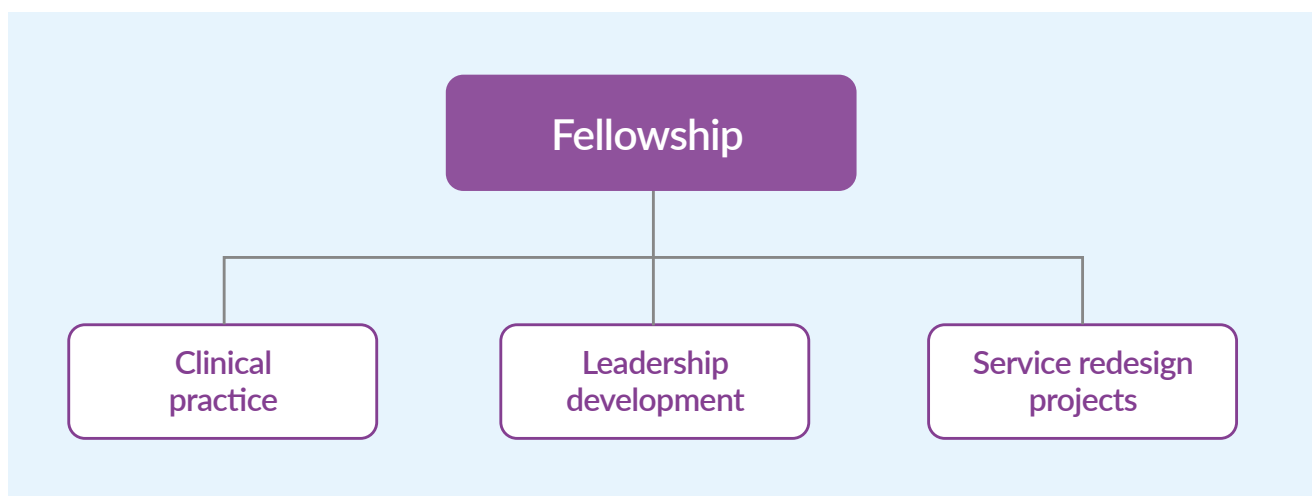 Fellowship
Clinical
practice
Leadership
development
Service redesign
projects